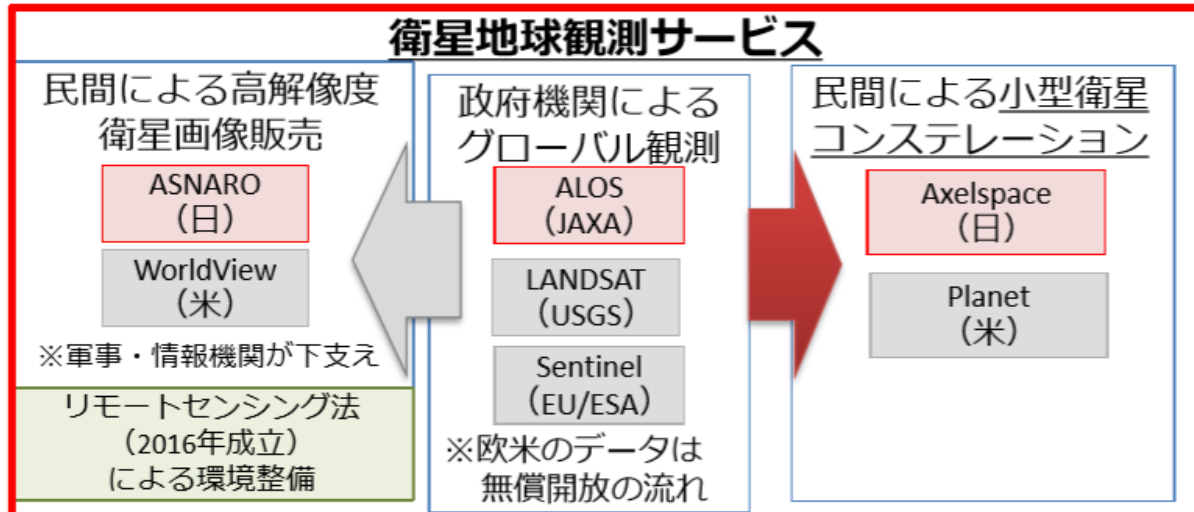 衛星地球観測サービス
民間による高解像度
衛星画像販売
ASNARO
（日）
WorldView
（米）
※軍事・情報機関が下支え
リモートセンシング法
（2016年成立）
による環境整備
政府機関による
グローバル観測
ALOS
（JAXA）
LANDSAT
（USGS）
Sentinel
（EU/ESA）
※欧米のデータは
無償開放の流れ
民間による小型衛星
コンステレーション
Axelspace
（日）
Planet
（米）